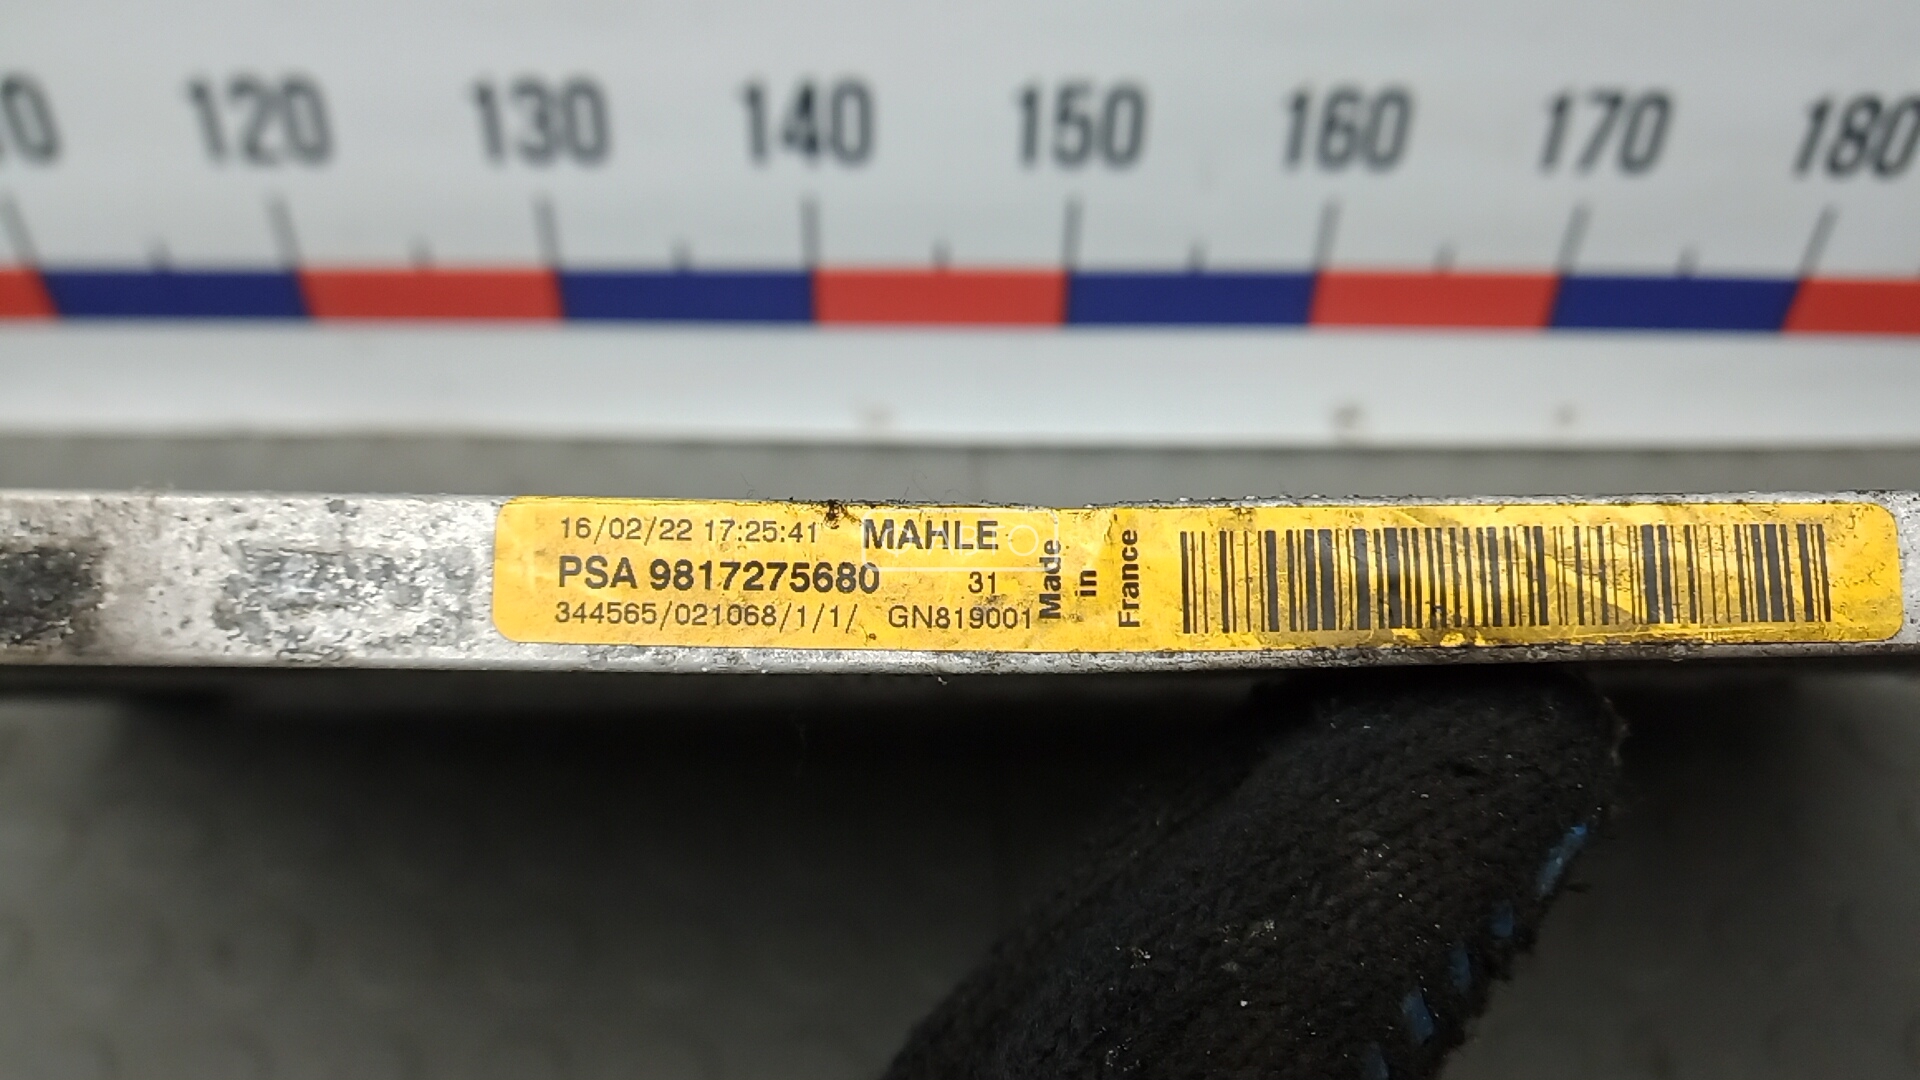 120 130 140 150 160 170 180
16/02/22 17:25:41 MAHLE
PSA 9817275680 31
344565/021068/1/1/ GN819001
Made
in
France